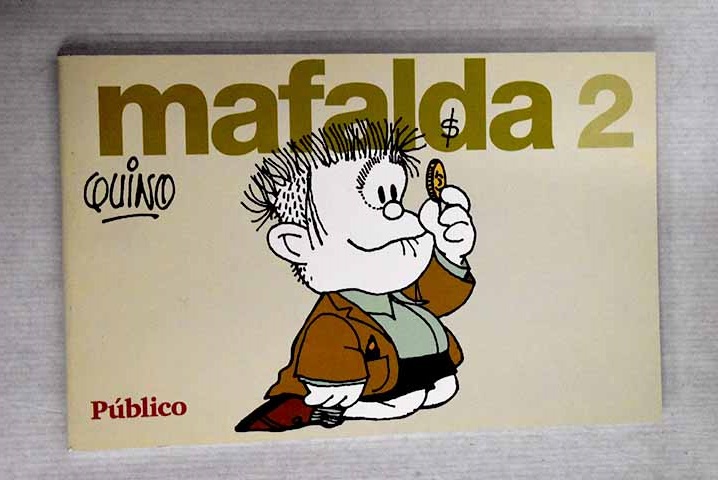 mafalda 2
$
QUINO
Público